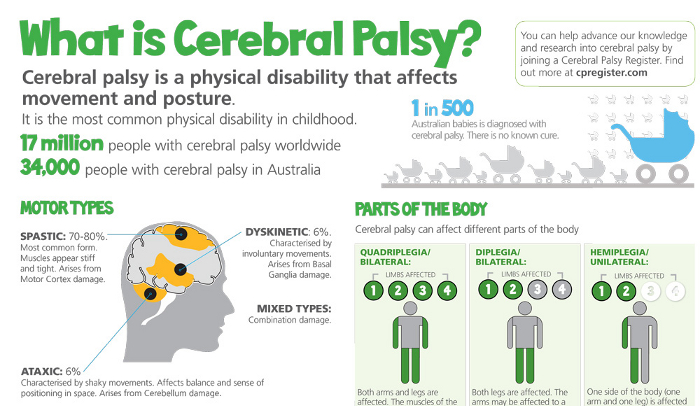 What is Cerebral Palsy?
Cerebral palsy is a physical disability that affects
movement and posture.
It is the most common physical disability in childhood.
17 million people with cerebral palsy worldwide
34,000 people with cerebral palsy in Australia
You can help advance our knowledge
and research into cerebral palsy by
joining a Cerebral Palsy Register. Find
out more at cpregister.com
1 in 500
Australian babies is diagnosed with
cerebral palsy. There is no known cure.
MOTOR TYPES
SPASTIC: 70-80%.
Most common form.
Muscles appear stiff
and tight. Arises from
Motor Cortex damage.
DYSKINETIC: 6%.
Characterised by
involuntary movements.
Arises from Basal
Ganglia damage.
MIXED TYPES:
Combination damage.
ATAXIC: 6%
Characterised by shaky movements. Affects balance and sense of
positioning in space. Arises from Cerebellum damage.
PARTS OF THE BODY
Cerebral palsy can affect different parts of the body
QUADRIPLEGIA/
BILATERAL:
LIMBS AFFECTED
1 2 3 4
Both arms and legs are
affected. The muscles of the
DIPLEGIA/
BILATERAL:
LIMBS AFFECTED
1 2 3 4
Both legs are affected. The
arms may be affected to a
HEMIPLEGIA/
UNILATERAL:
LIMBS AFFECTED
1 2 3 4
One side of the body (one
arm and one leg) is affected